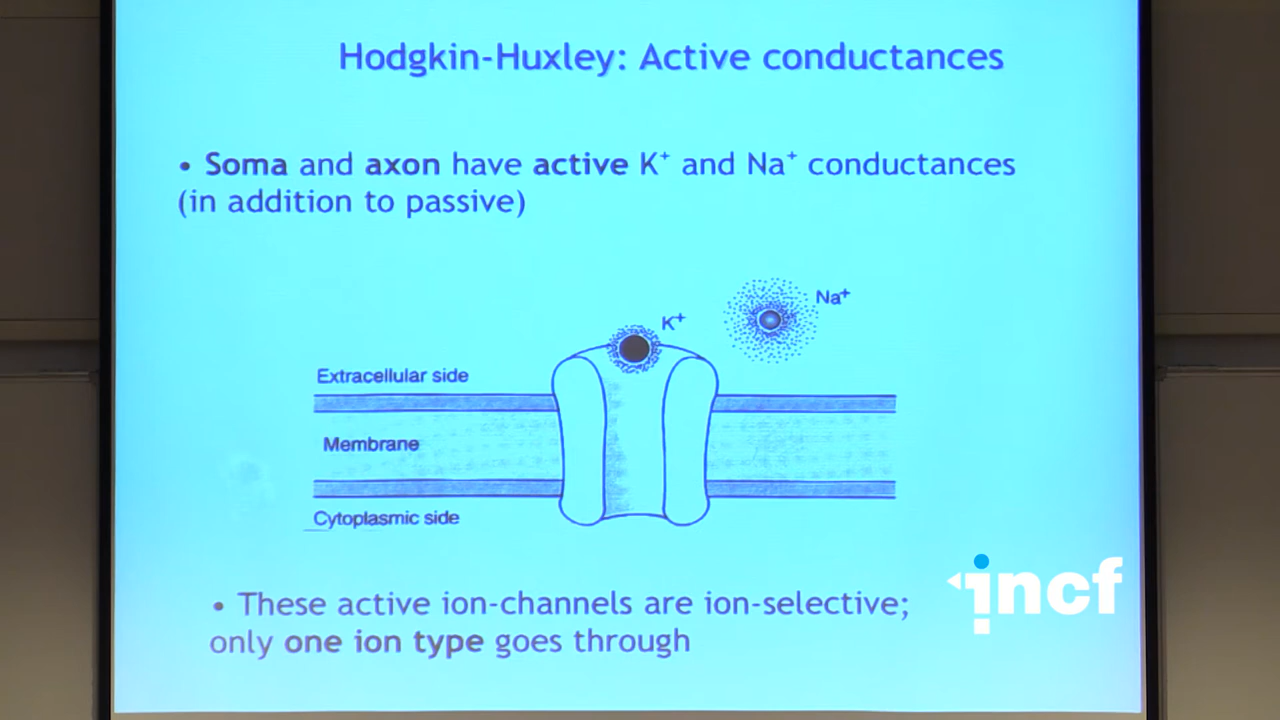 Hodgkin-Huxley: Active conductances
• Soma and axon have active K⁺ and Na⁺ conductances
(in addition to passive)
Na⁺
K⁺
Extracellular side
Membrane
Cytoplasmic side
• These active ion-channels are ion-selective;
only one ion type goes through
incf